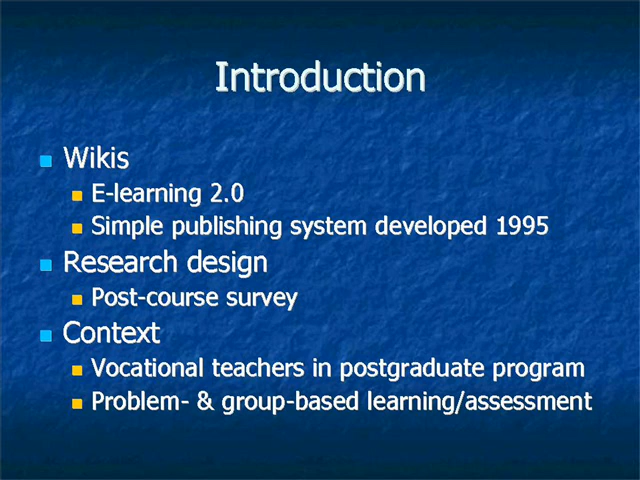 Introduction
Wikis
E-learning 2.0
Simple publishing system developed 1995
Research design
Post-course survey
Context
Vocational teachers in postgraduate program
Problem- & group-based learning/assessment